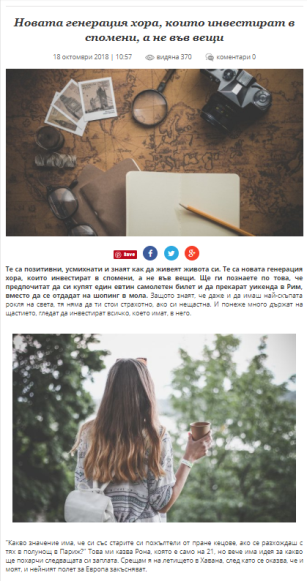 Новата генерация хора, които инвестират в
спомени, а не във вещи
18 октомври 2018 | 10:57 видяна 370 коментари 0
Save
Те са позитивни, усмихнати и знаят как да живеят живота си. Те са новата генерация
хора, които инвестират в спомени, а не във вещи. Ще ги познаете по това, че
предпочитат да си купят един евтин самолетен билет и да прекарат уикенда в Рим,
вместо да се отдадат на шопинг в мола. Защото знаят, че даже и да имаш най-скъпата
рокля на света, тя няма да ти стои страхотно, ако си нещастна. И понеже много държат на
щастието, гледат да инвестират всичко, което имат, в него.
"Какво значение има, че си със старите си пожълтели от пране кецове, ако се разхождаш с
тях в полунощ в Париж?" Това ми казва Рона, която е само на 21, но вече има идея за какво
ще похарчи следващата си заплата. Срещам я на летището в Хавана, след като се оказва, че и
моят, и нейният полет за Европа закъсняват.